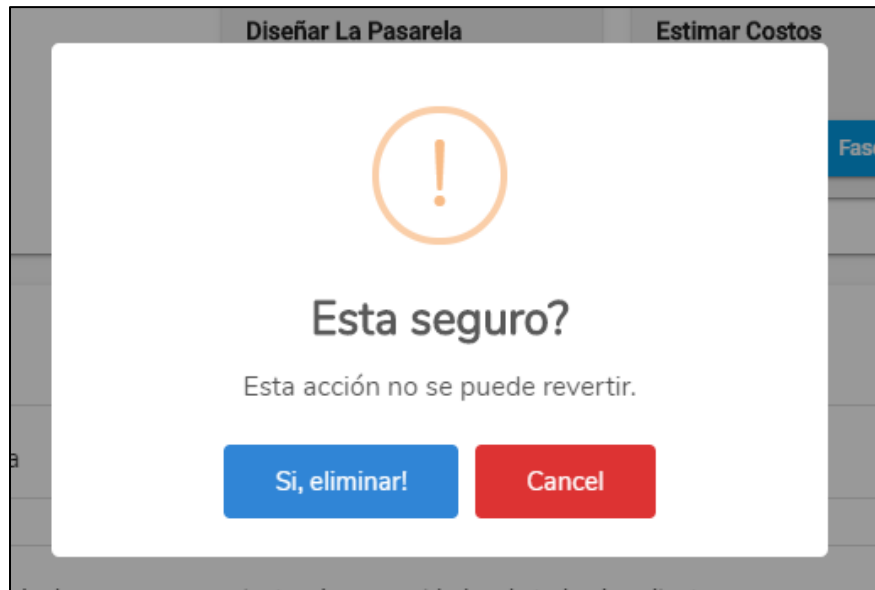 Diseñar La Pasarela Estimar Costos
Esta seguro?
Esta acción no se puede revertir.
Si, eliminar! Cancel